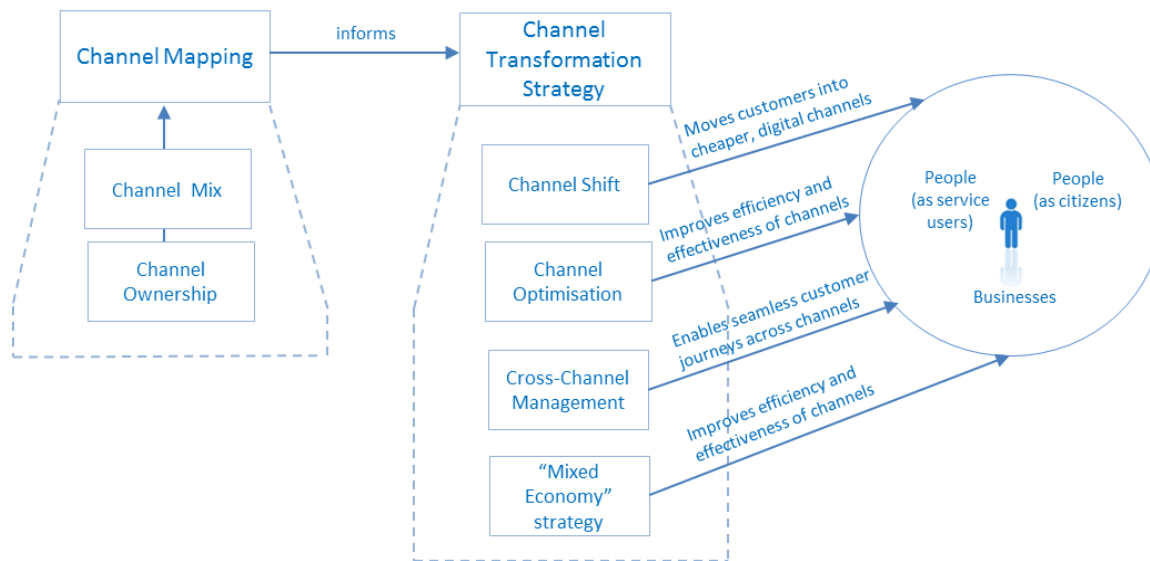 Channel Mapping
informs
Channel
Transformation
Strategy
Channel Mix
Channel
Ownership
Channel Shift
Moves customers into
cheaper, digital channels
Channel
Optimisation
Improves efficiency and
effectiveness of channels
Cross-Channel
Management
Enables seamless customer
journeys across channels
“Mixed
Economy”
strategy
Improves efficiency and
effectiveness of channels
People
(as service
users)
People
(as citizens)
Businesses